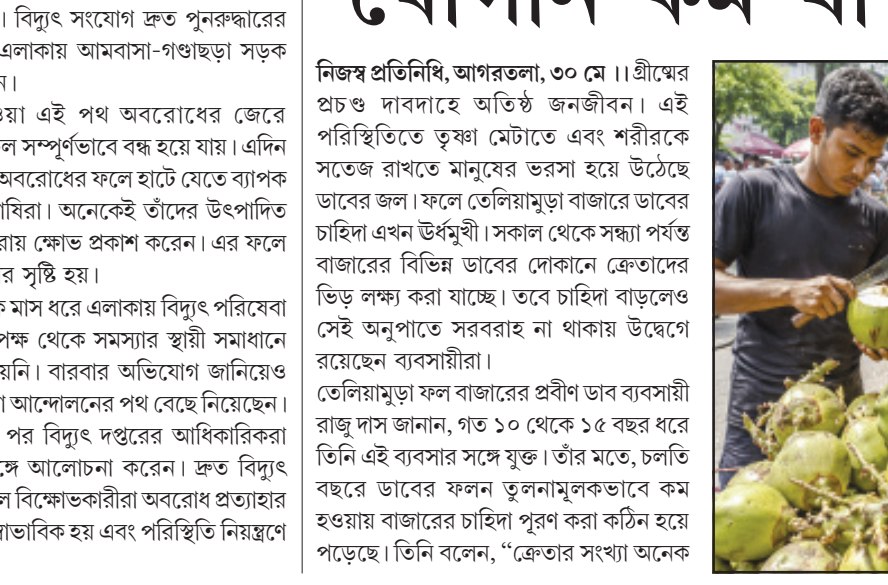 । বিদ্যুৎ সংযোগ দ্রুত পুনরুদ্ধারের
এলাকায় আমবাসা-গণ্ডাছড়া সড়ক
ন।
এই পথ অবরোধের জেরে
সম্পূর্ণভাবে বন্ধ হয়ে যায়। এদিন
অবরোধের ফলে হাটে যেতে ব্যাপক
অনেকেই তাঁদের উৎপাদিত
ক্ষোভ প্রকাশ করেন। এর ফলে
র সৃষ্টি হয়।
মাস ধরে এলাকায় বিদ্যুৎ পরিষেবা
পক্ষ থেকে সমস্যার স্থায়ী সমাধানে
য়নি। বারবার অভিযোগ জানিয়েও
আন্দোলনের পথ বেছে নিয়েছেন।
পর বিদ্যুৎ দপ্তরের আধিকারিকরা
ঙ্গে আলোচনা করেন। দ্রুত বিদ্যুৎ
ল বিক্ষোভকারীরা অবরোধ প্রত্যাহার
স্বাভাবিক হয় এবং পরিস্থিতি নিয়ন্ত্রণে
নিজস্ব প্রতিনিধি, আগরতলা, ৩০ মে ।। গ্রীষ্মের
প্রচণ্ড দাবদাহে অতিষ্ঠ জনজীবন। এই
পরিস্থিতিতে তৃষ্ণা মেটাতে এবং শরীরকে
সতেজ রাখতে মানুষের ভরসা হয়ে উঠেছে
ডাবের জল। ফলে তেলিয়ামুড়া বাজারে ডাবের
চাহিদা এখন ঊর্ধমুখী। সকাল থেকে সন্ধ্যা পর্যন্ত
বাজারের বিভিন্ন ডাবের দোকানে ক্রেতাদের
ভিড় লক্ষ্য করা যাচ্ছে। তবে চাহিদা বাড়লেও
সেই অনুপাতে সরবরাহ না থাকায় উদ্বেগে
রয়েছেন ব্যবসায়ীরা।
তেলিয়ামুড়া ফল বাজারের প্রবীণ ডাব ব্যবসায়ী
রাজু দাস জানান, গত ১০ থেকে ১৫ বছর ধরে
তিনি এই ব্যবসার সঙ্গে যুক্ত। তাঁর মতে, চলতি
বছরে ডাবের ফলন তুলনামূলকভাবে কম
হওয়ায় বাজারের চাহিদা পূরণ করা কঠিন হয়ে
পড়েছে। তিনি বলেন, “ক্রেতার সংখ্যা অনেক